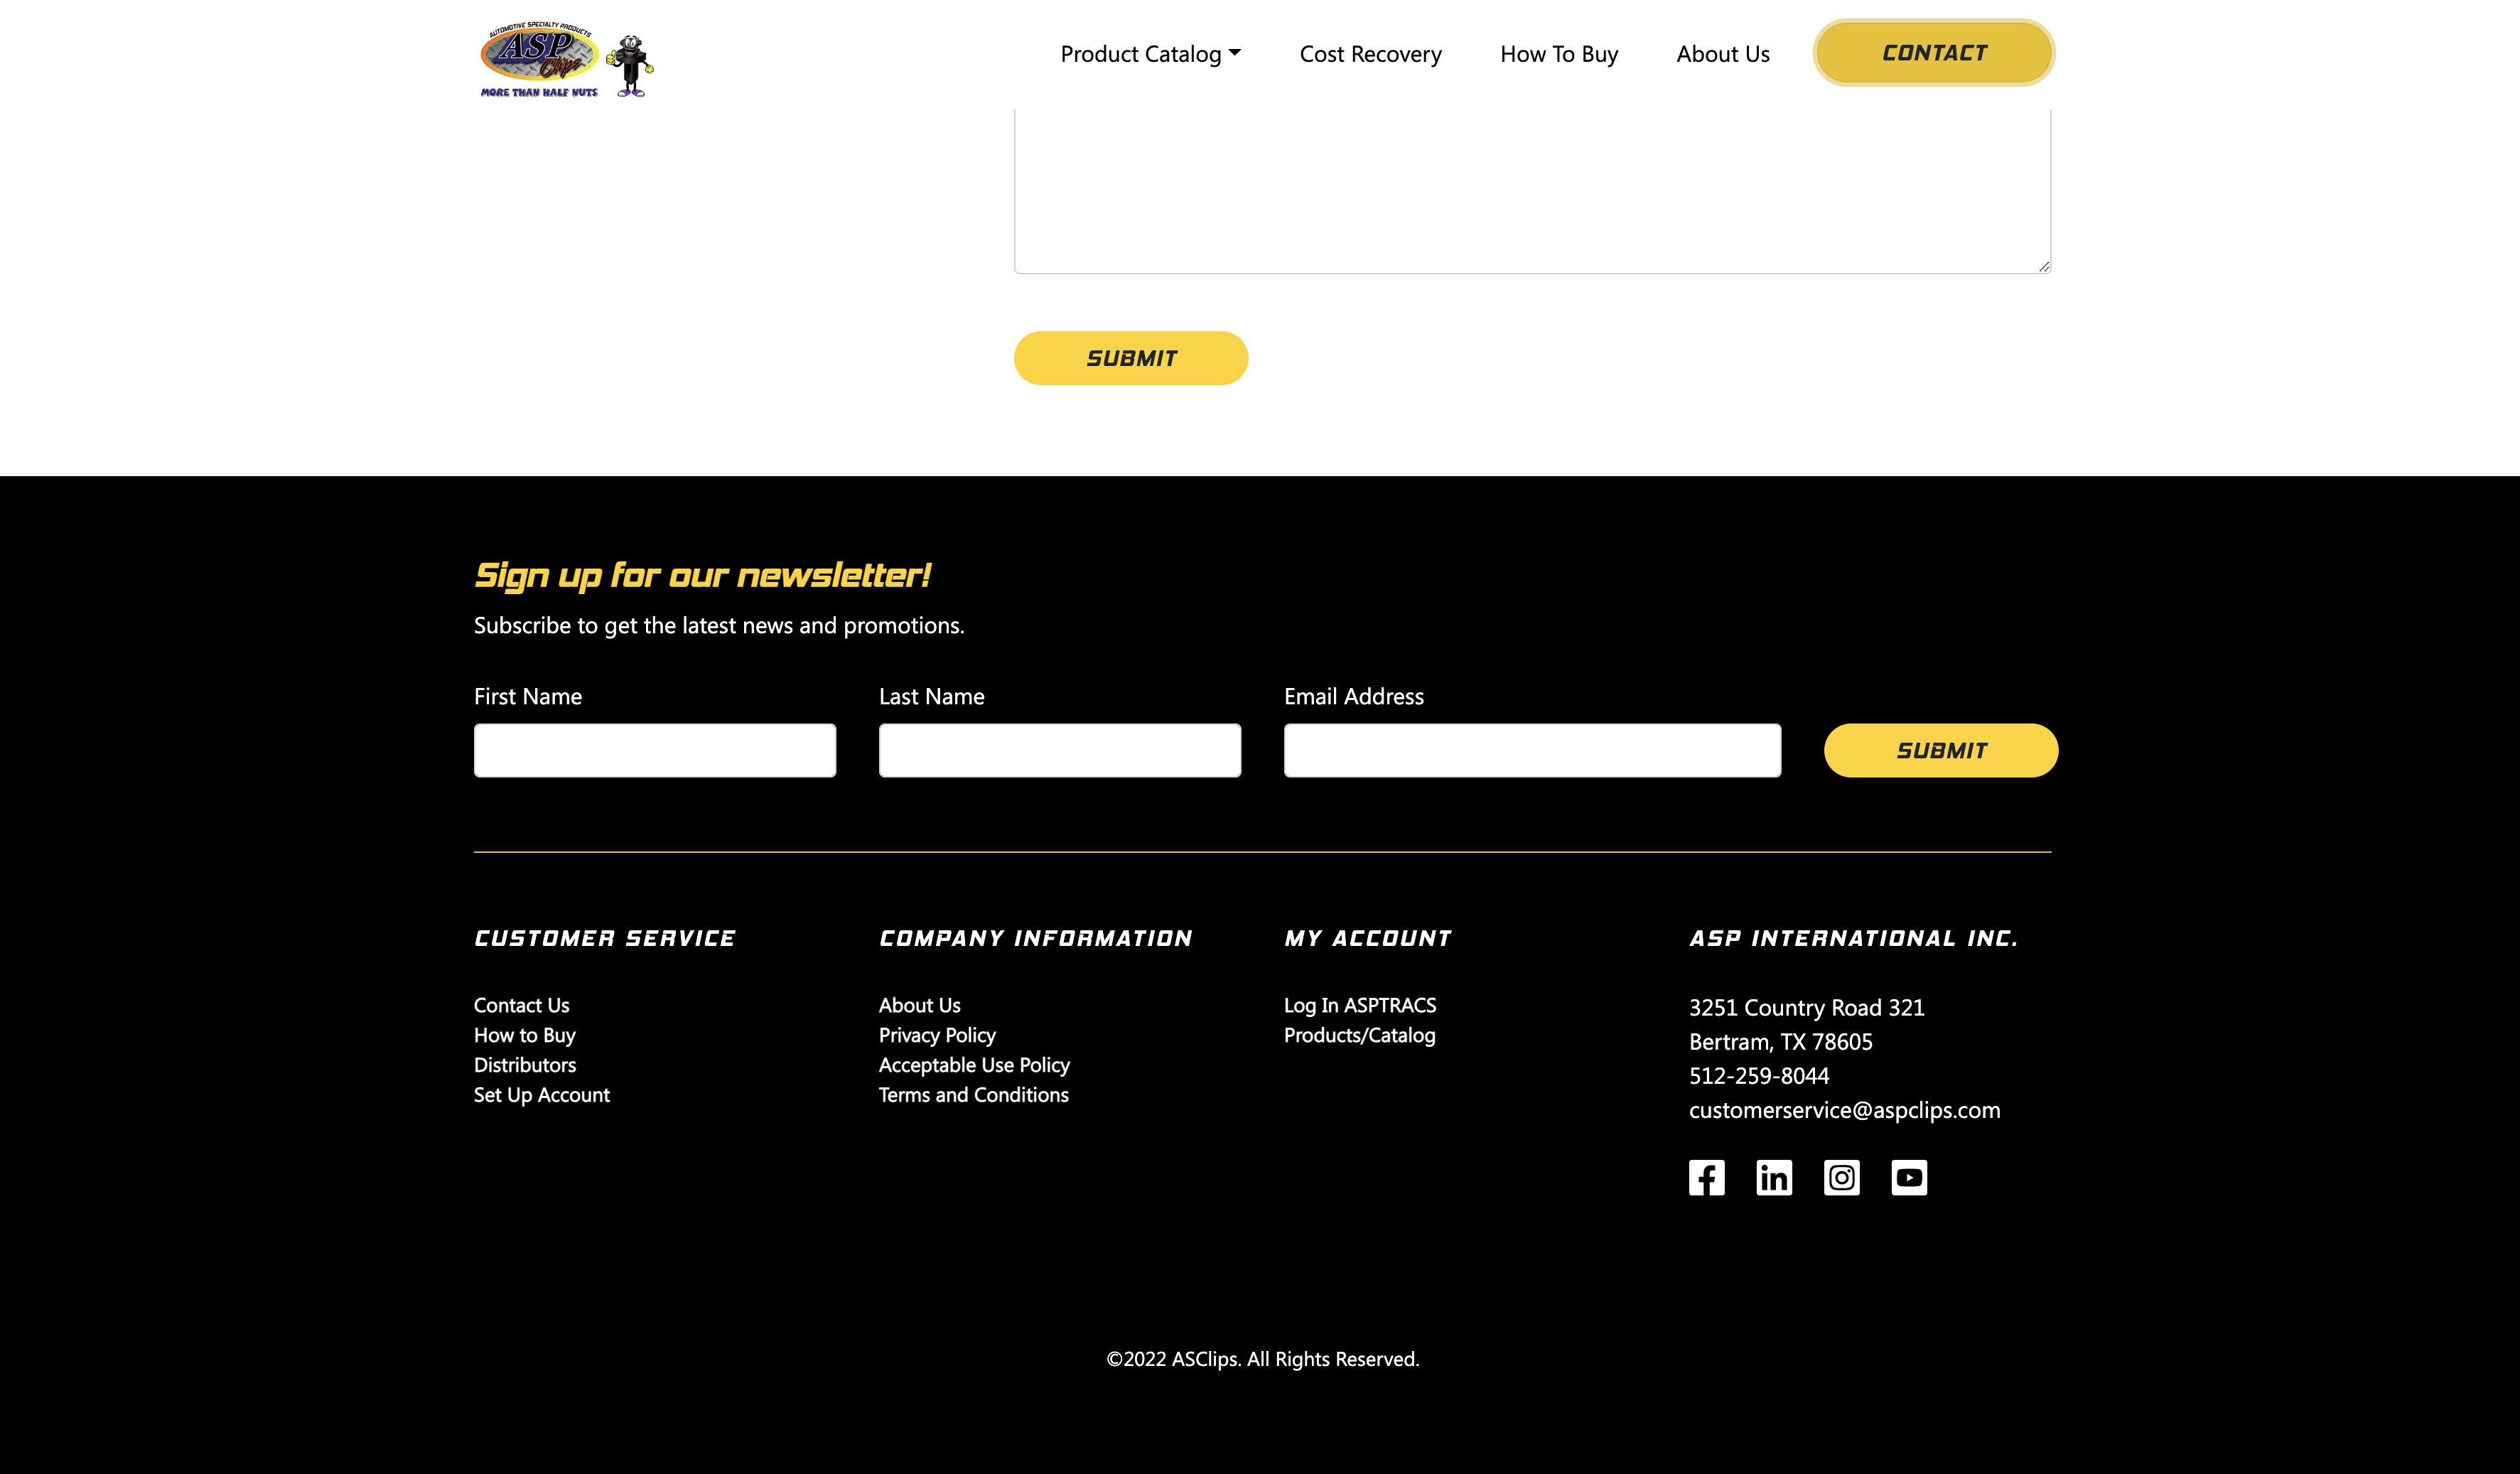 AUTOMOTIVE SPECIALTY PRODUCTS
ASP
Clips
MORE THAN HALF NUTS
Product Catalog
Cost Recovery
How To Buy
About Us
CONTACT
SUBMIT
Sign up for our newsletter!
Subscribe to get the latest news and promotions.
First Name
Last Name
Email Address
SUBMIT
CUSTOMER SERVICE
Contact Us
How to Buy
Distributors
Set Up Account
COMPANY INFORMATION
About Us
Privacy Policy
Acceptable Use Policy
Terms and Conditions
MY ACCOUNT
Log In ASPTRACS
Products/Catalog
ASP INTERNATIONAL INC.
3251 Country Road 321
Bertram, TX 78605
512-259-8044
customerservice@aspclips.com
©2022 ASClips. All Rights Reserved.